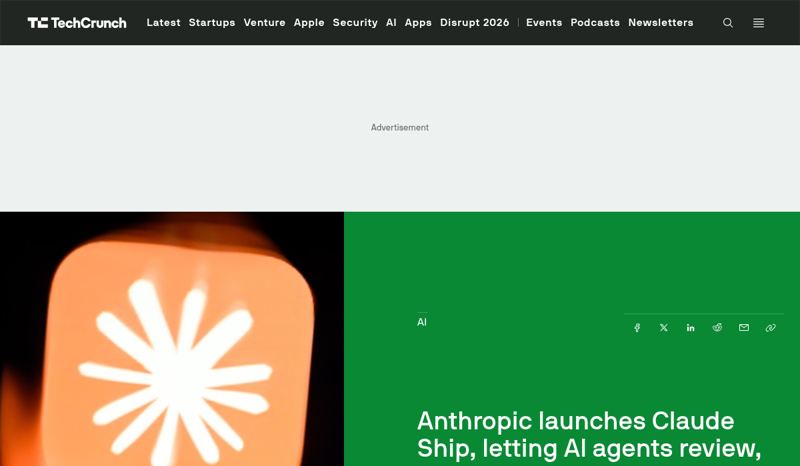 TechCrunch
Latest Startups Venture Apple Security AI Apps Disrupt 2026 Events Podcasts Newsletters
Advertisement
AI
Anthropic launches Claude
Ship, letting AI agents review,